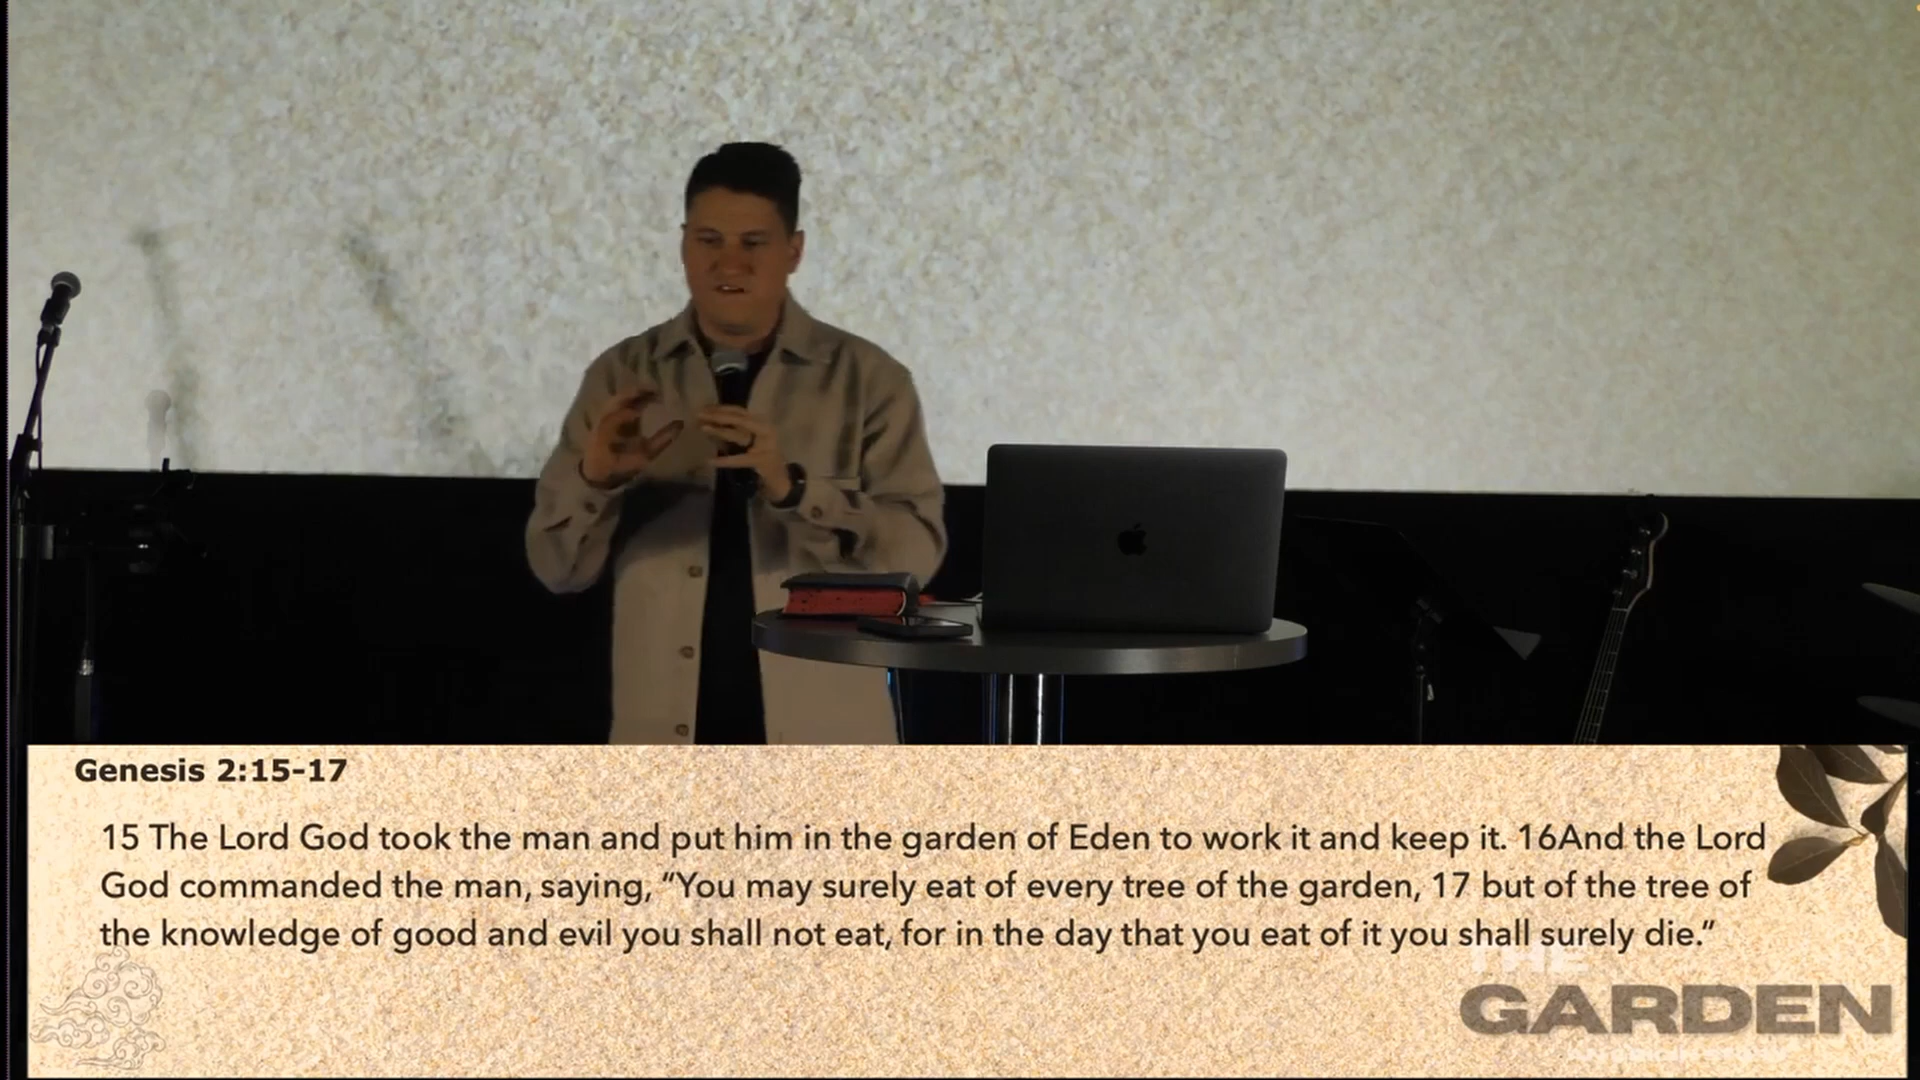 Genesis 2:15-17
15 The Lord God took the man and put him in the garden of Eden to work it and keep it. 16And the Lord
God commanded the man, saying, “You may surely eat of every tree of the garden, 17 but of the tree of
the knowledge of good and evil you shall not eat, for in the day that you eat of it you shall surely die.”
THE
GARDEN